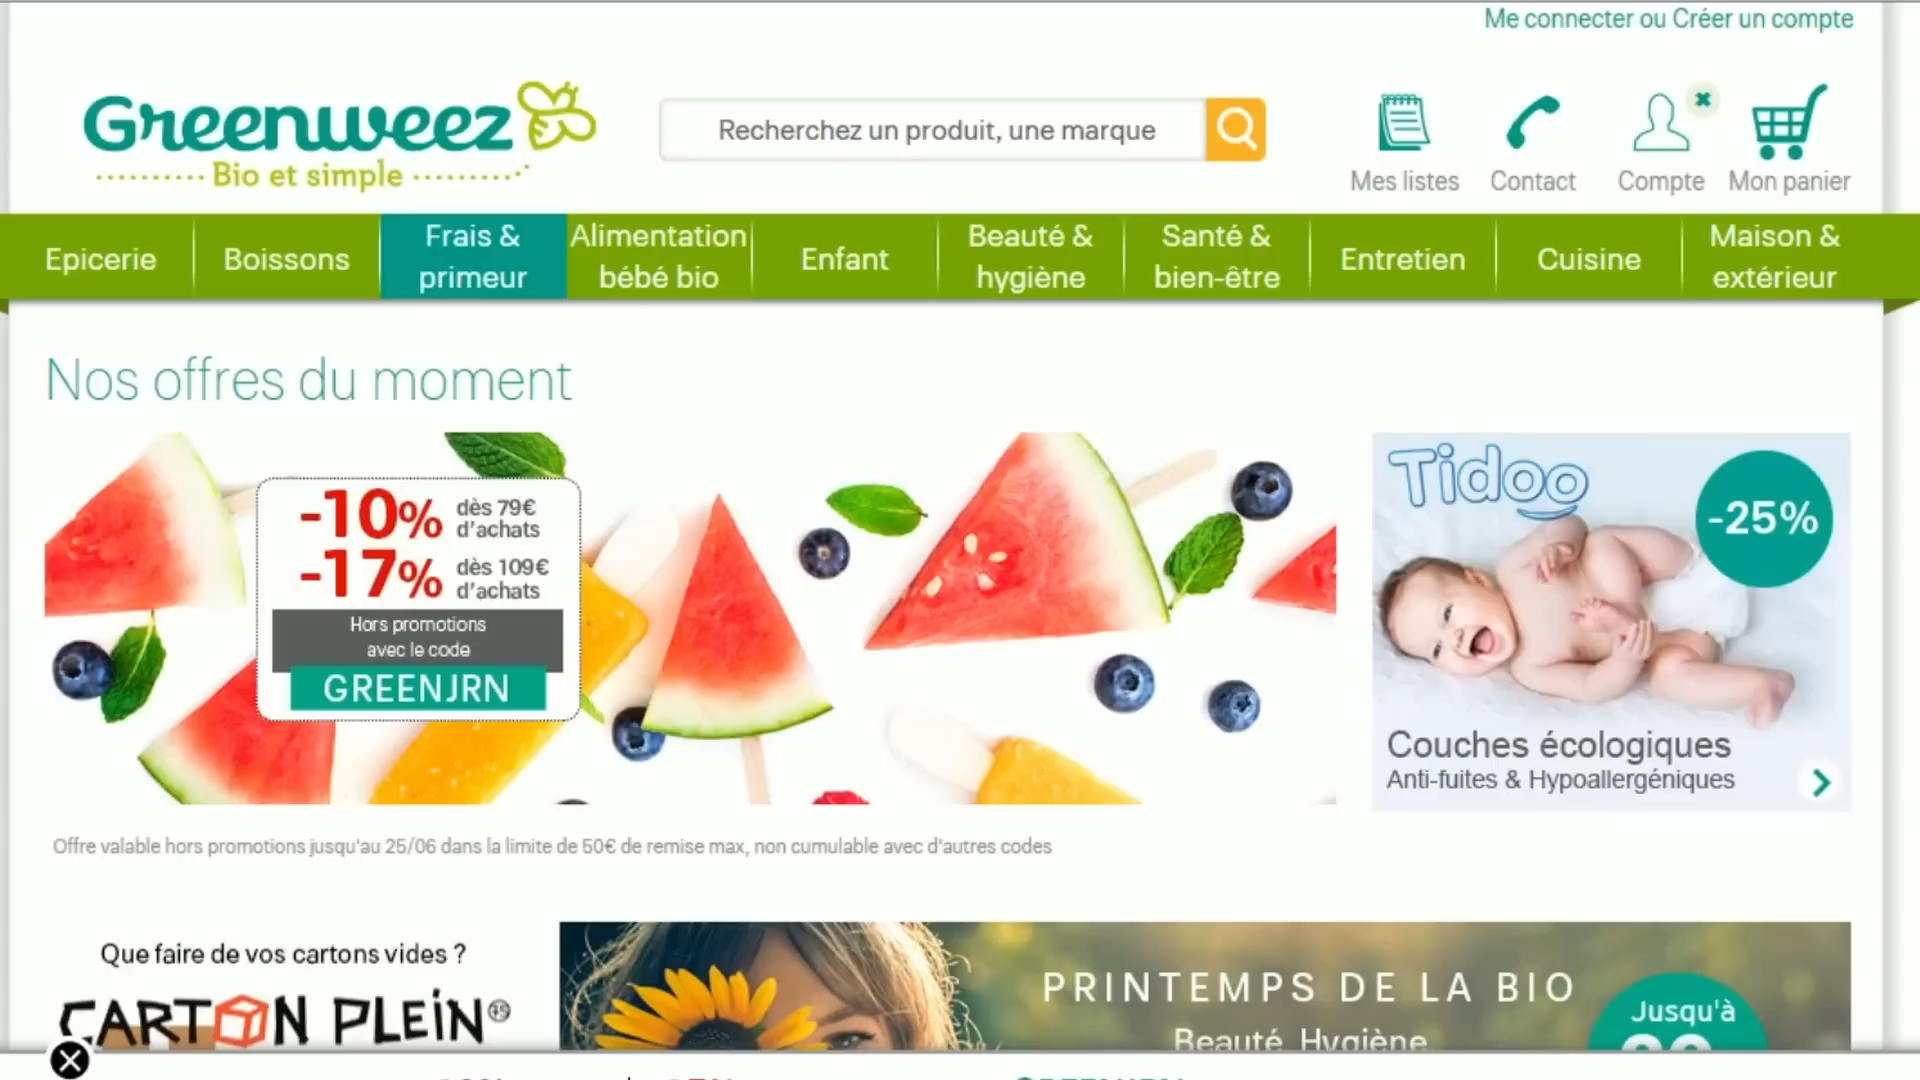 Me connecter ou Créer un compte
Greenweez
Bio et simple
Recherchez un produit, une marque
Mes listes
Contact
Compte
Mon panier
Epicerie
Boissons
Frais &
primeur
Alimentation
bébé bio
Enfant
Beauté &
hygiène
Santé &
bien-être
Entretien
Cuisine
Maison &
extérieur
Nos offres du moment
-10% dès 79€
d'achats
-17% dès 109€
d'achats
Hors promotions
avec le code
GREENJRN
Tidoo
-25%
Couches écologiques
Anti-fuites & Hypoallergéniques
Offre valable hors promotions jusqu'au 25/06 dans la limite de 50€ de remise max, non cumulable avec d'autres codes
Que faire de vos cartons vides ?
CARTON PLEIN
PRINTEMPS DE LA BIO
Beauté, Hygiène,
Jusqu'à